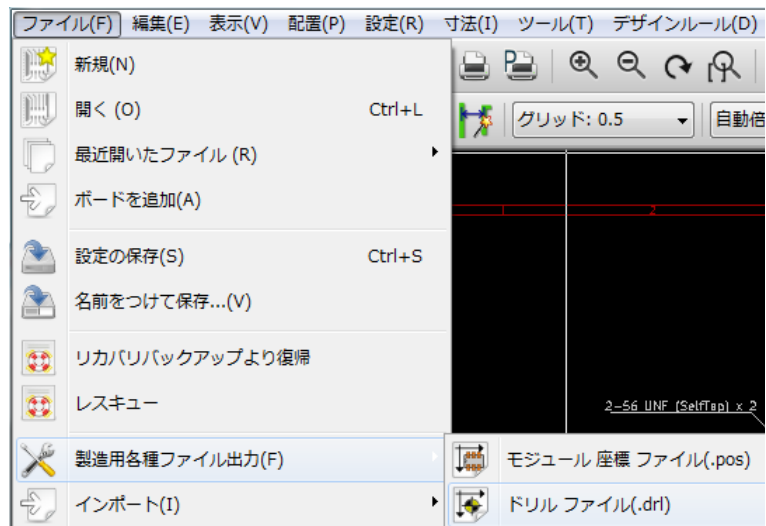 ファイル(F) 編集(E) 表示(V) 配置(P) 設定(R) 寸法(I) ツール(T) デザインルール(D)
新規(N)
開く (O) Ctrl+L
グリッド: 0.5 自動倍
最近開いたファイル (R)
ボードを追加(A)
1 2
設定の保存(S) Ctrl+S
名前をつけて保存...(V)
リカバリバックアップより復帰
レスキュー
2-56 UNF (SelfTap) x 2
製造用各種ファイル出力(F)
モジュール 座標 ファイル(.pos)
インポート(I)
ドリル ファイル(.drl)